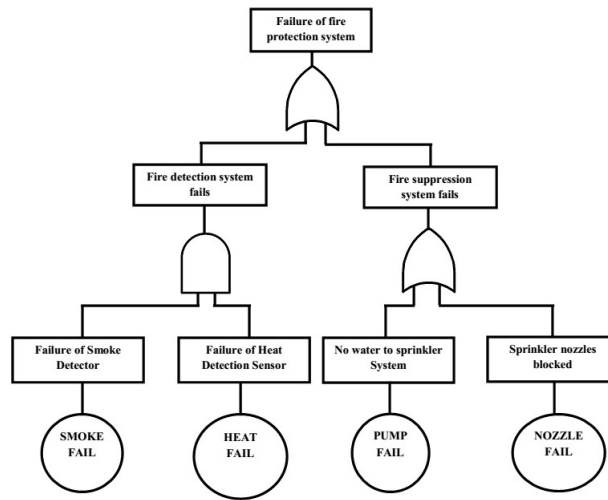 Failure of fire
protection system
Fire detection system
fails
Fire suppression
system fails
Failure of Smoke
Detector
Failure of Heat
Detection Sensor
No water to sprinkler
System
Sprinkler nozzles
blocked
SMOKE
FAIL
HEAT
FAIL
PUMP
FAIL
NOZZLE
FAIL